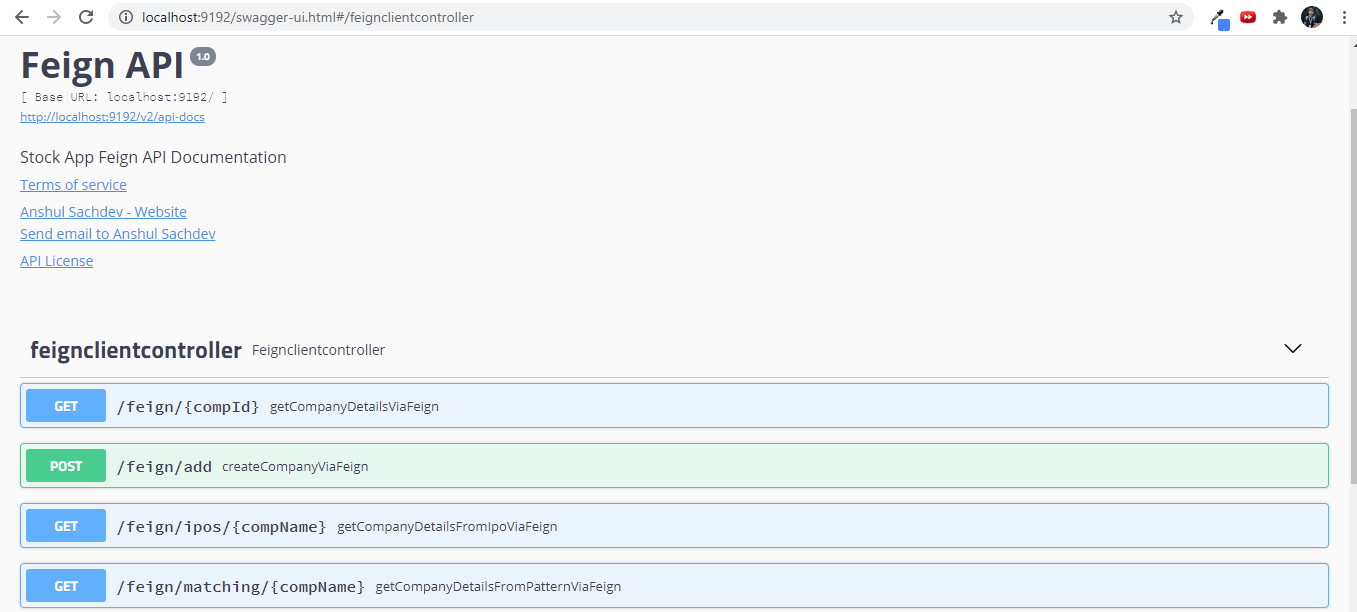 localhost:9192/swagger-ui.html#/feignclientcontroller
Feign API 1.0
[ Base URL: localhost:9192/ ]
http://localhost:9192/v2/api-docs
Stock App Feign API Documentation
Terms of service
Anshul Sachdev - Website
Send email to Anshul Sachdev
API License
feignclientcontroller Feignclientcontroller
GET /feign/{compId} getCompanyDetailsViaFeign
POST /feign/add createCompanyViaFeign
GET /feign/ipos/{compName} getCompanyDetailsFromIpoViaFeign
GET /feign/matching/{compName} getCompanyDetailsFromPatternViaFeign